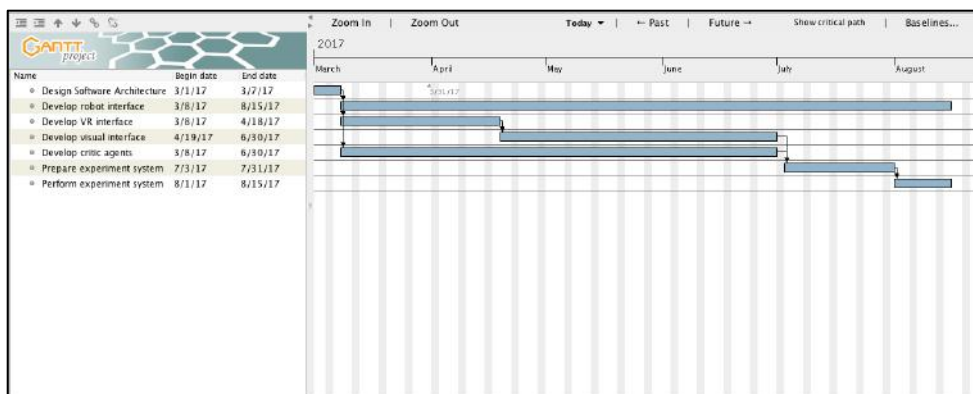 Zoom In | Zoom Out Today ▾ | ← Past | Future → Show critical path | Baselines...
GANTT project
2017
March April May June July August
Name Begin date End date
Design Software Architecture 3/1/17 3/7/17
3/31/17
Develop robot interface 3/8/17 8/15/17
Develop VR interface 3/8/17 4/18/17
Develop visual interface 4/19/17 6/30/17
Develop critic agents 3/8/17 6/30/17
Prepare experiment system 7/3/17 7/31/17
Perform experiment system 8/1/17 8/15/17